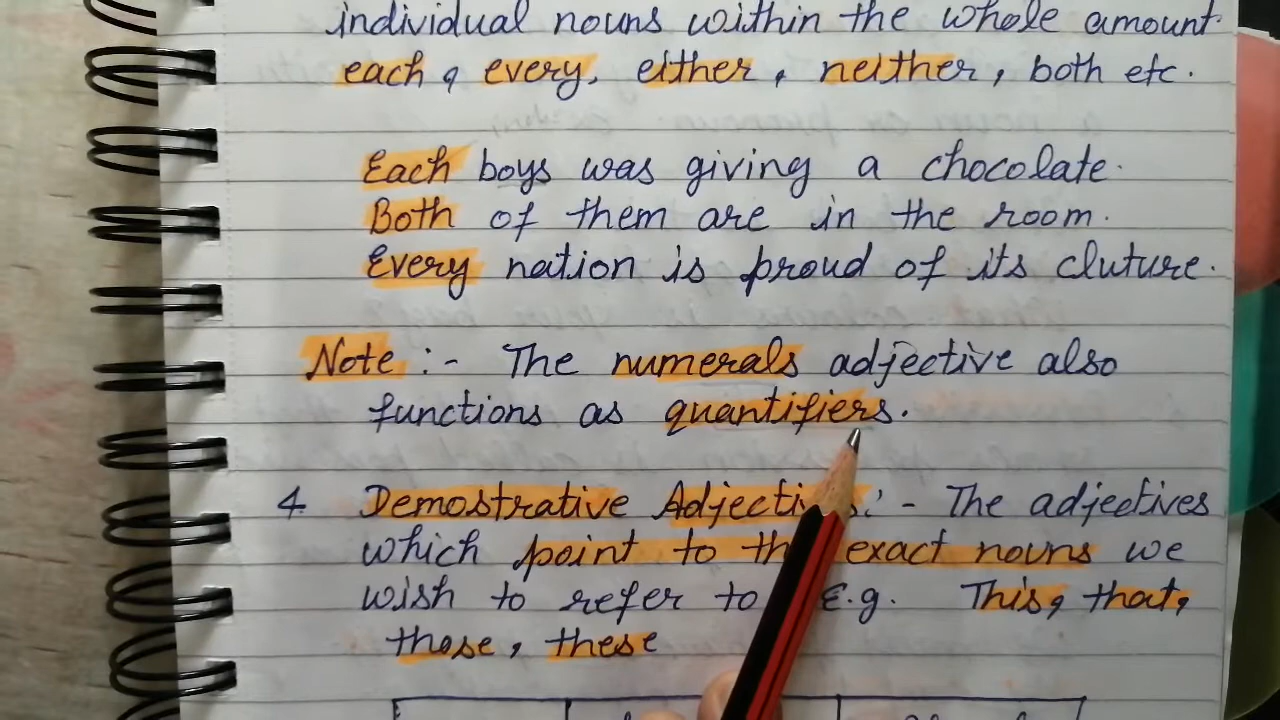 individual nouns within the whole amount
each, every, either, neither, both etc.
Each boys was giving a chocolate.
Both of them are in the room.
Every nation is proud of its cluture.
Note :- The numerals adjective also
functions as quantifiers.
4. Demostrative Adjectives :- The adjectives
which point to the exact nouns we
wish to refer to E.g. This, that,
those, these